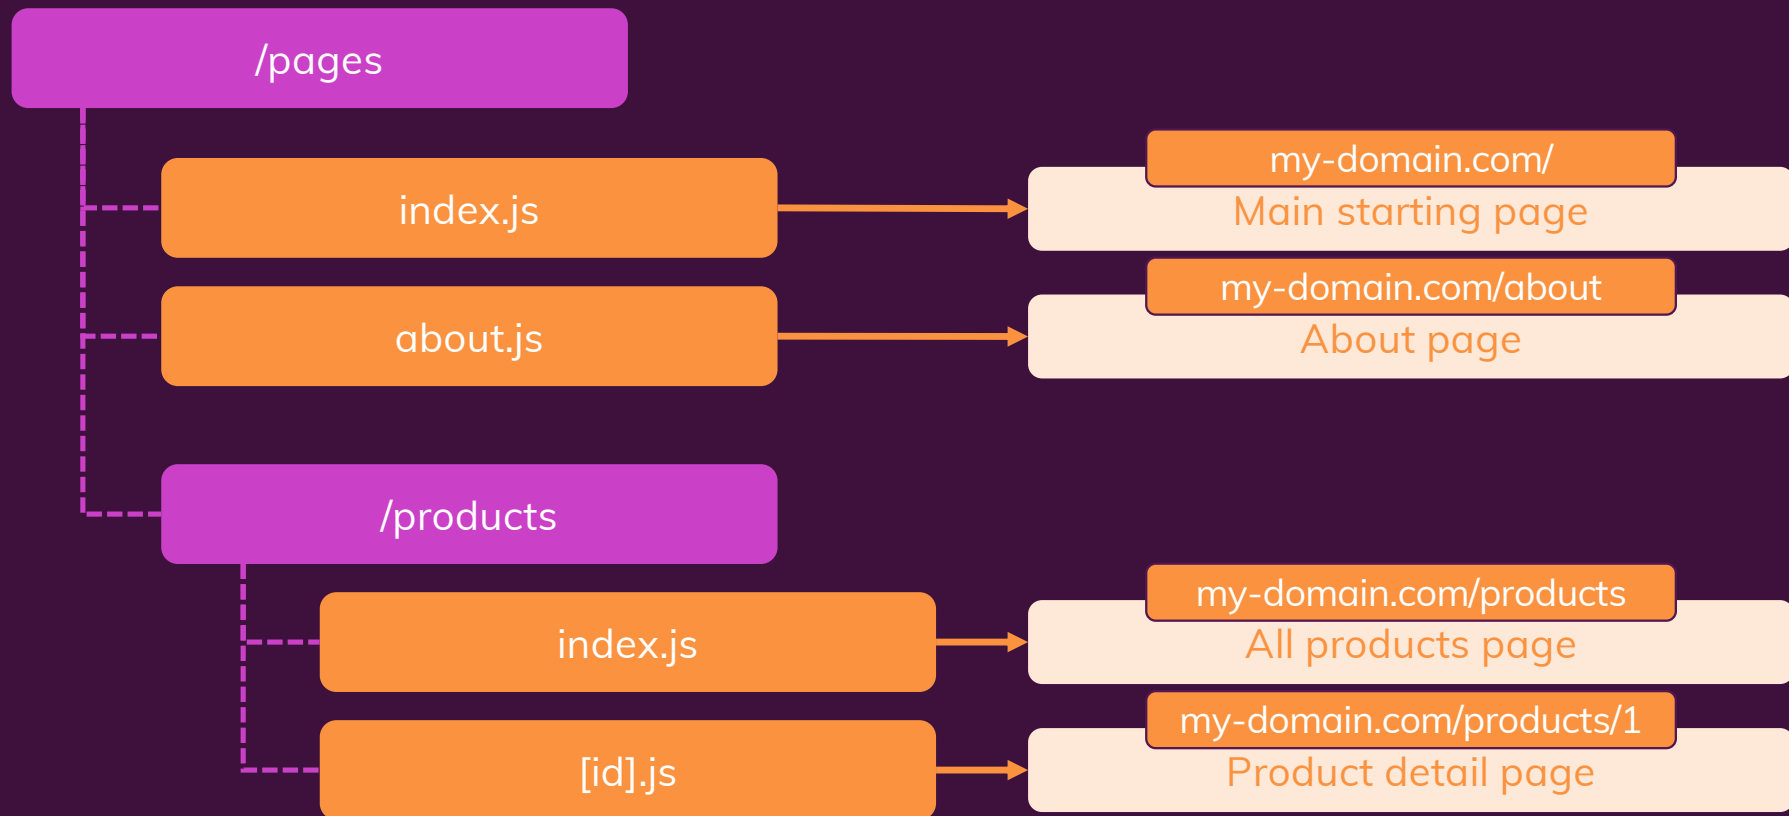 /pages
index.js
my-domain.com/
Main starting page
about.js
my-domain.com/about
About page
/products
index.js
my-domain.com/products
All products page
[id].js
my-domain.com/products/1
Product detail page